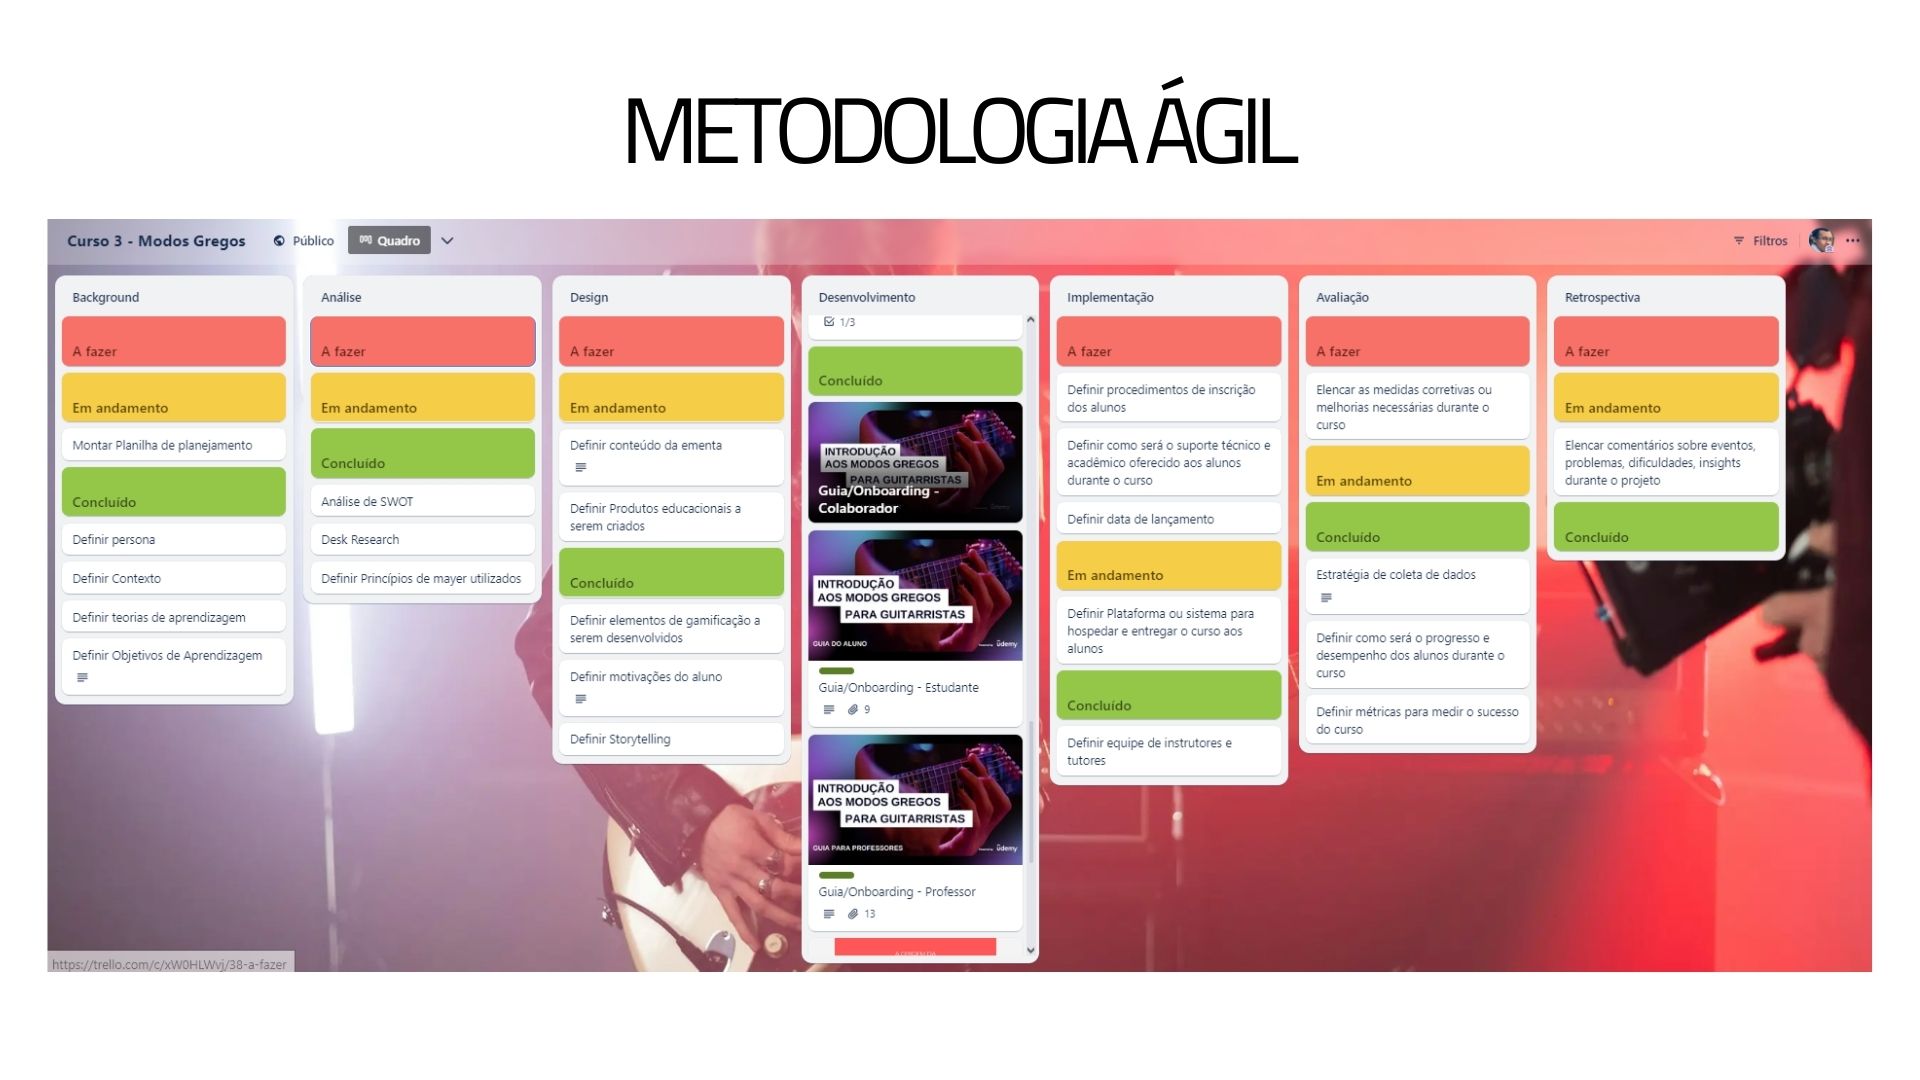 METODOLOGIA ÁGIL
Curso 3 - Modos Gregos
Público
Quadro
Filtros
Background
A fazer
Em andamento
Montar Planilha de planejamento
Concluído
Definir persona
Definir Contexto
Definir teorias de aprendizagem
Definir Objetivos de Aprendizagem
Análise
A fazer
Em andamento
Concluído
Análise de SWOT
Desk Research
Definir Princípios de mayer utilizados
Design
A fazer
Em andamento
Definir conteúdo da ementa
Definir Produtos educacionais a
serem criados
Concluído
Definir elementos de gamificação a
serem desenvolvidos
Definir motivações do aluno
Definir Storytelling
Desenvolvimento
1/3
Concluído
INTRODUÇÃO
AOS MODOS GREGOS
PARA GUITARRISTAS
Guia/Onboarding -
Colaborador
INTRODUÇÃO
AOS MODOS GREGOS
PARA GUITARRISTAS
GUIA DO ALUNO
udemy
Guia/Onboarding - Estudante
9
INTRODUÇÃO
AOS MODOS GREGOS
PARA GUITARRISTAS
GUIA PARA PROFESSORES
udemy
Guia/Onboarding - Professor
13
Implementação
A fazer
Definir procedimentos de inscrição
dos alunos
Definir como será o suporte técnico e
acadêmico oferecido aos alunos
durante o curso
Definir data de lançamento
Em andamento
Definir Plataforma ou sistema para
hospedar e entregar o curso aos
alunos
Concluído
Definir equipe de instrutores e
tutores
Avaliação
A fazer
Elencar as medidas corretivas ou
melhorias necessárias durante o
curso
Em andamento
Concluído
Estratégia de coleta de dados
Definir como será o progresso e
desempenho dos alunos durante o
curso
Definir métricas para medir o sucesso
do curso
Retrospectiva
A fazer
Em andamento
Elencar comentários sobre eventos,
problemas, dificuldades, insights
durante o projeto
Concluído
https://trello.com/c/xW0HLWvj/38-a-fazer